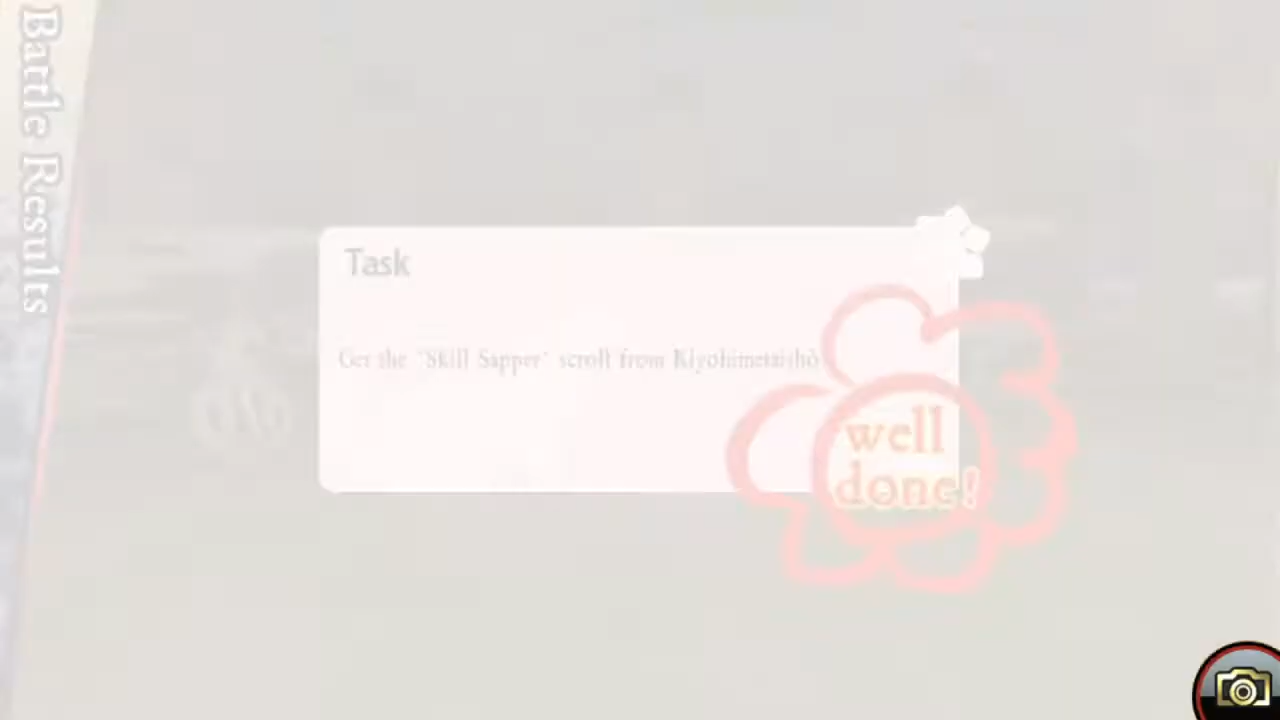 Battle Results
Task
Get the "Skill Sapper" scroll from Kiyohimetaishō
well
done!